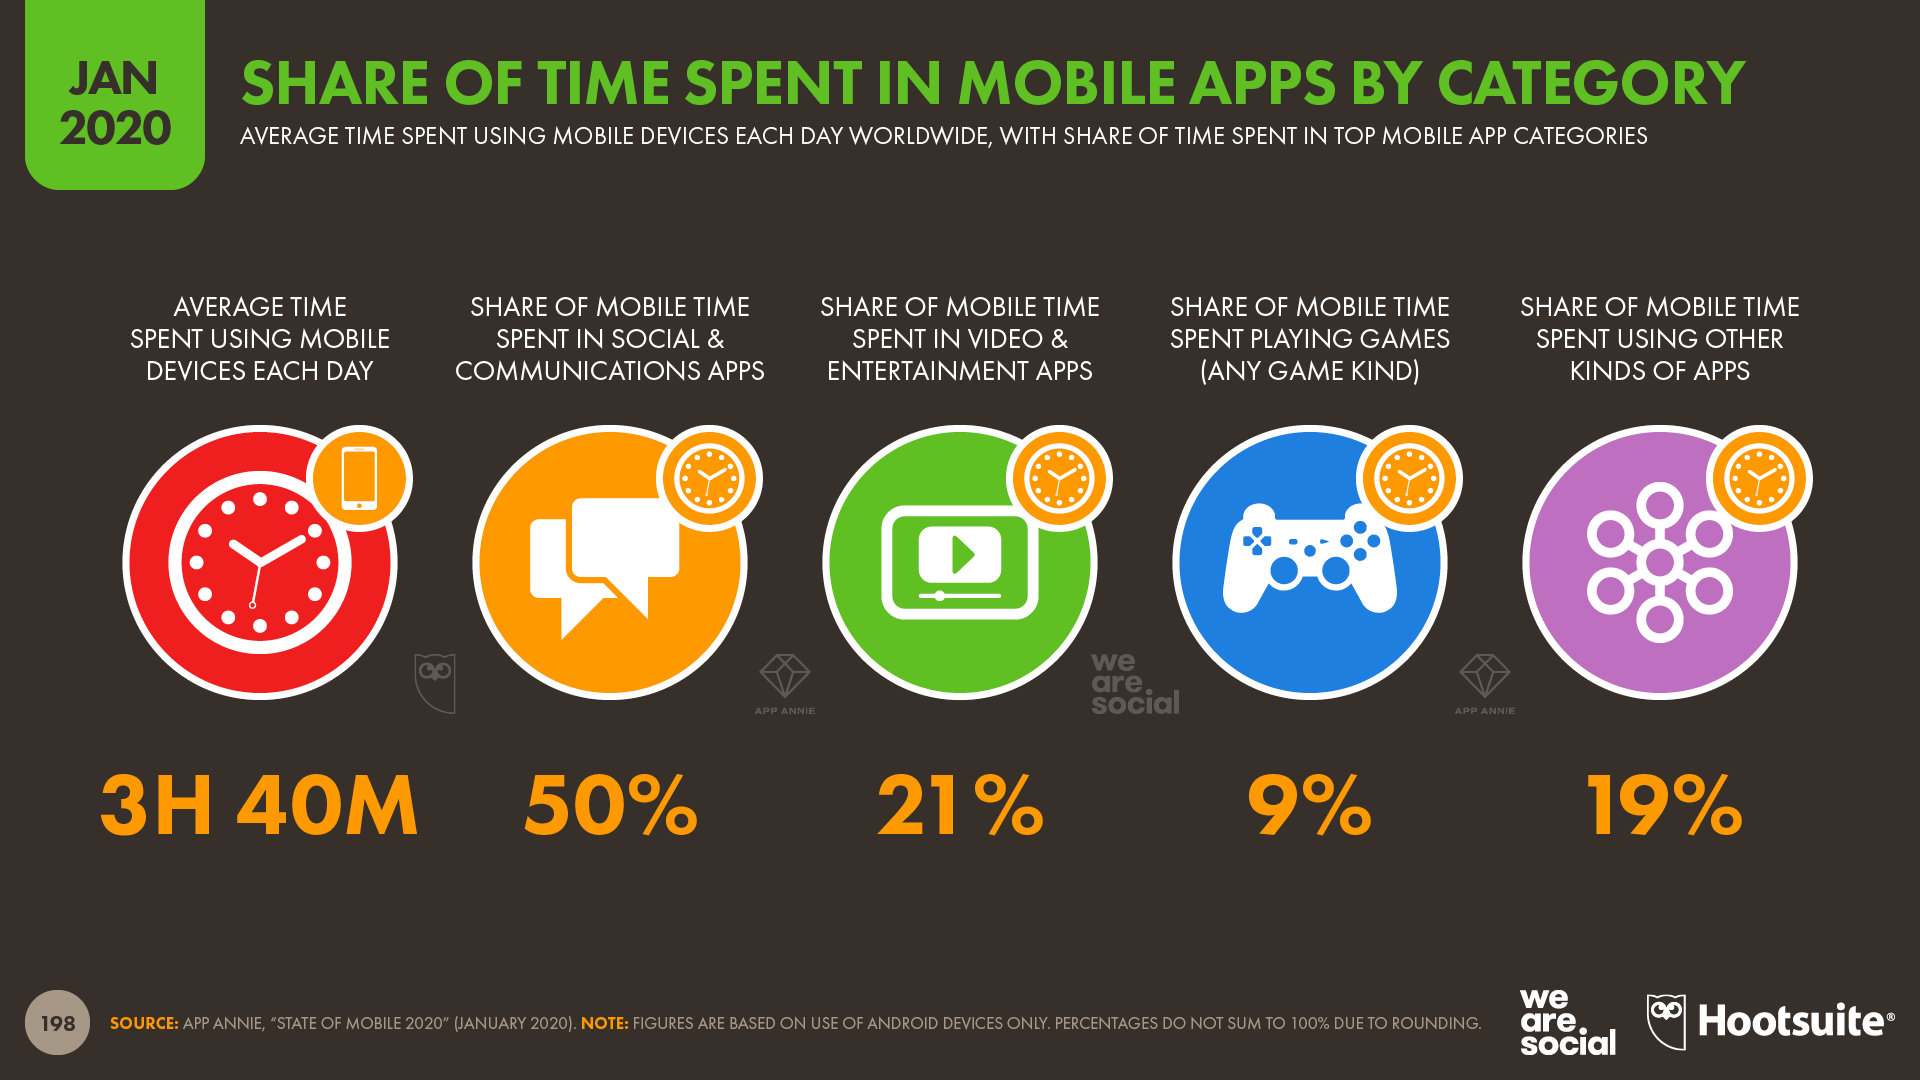 JAN
2020
SHARE OF TIME SPENT IN MOBILE APPS BY CATEGORY
AVERAGE TIME SPENT USING MOBILE DEVICES EACH DAY WORLDWIDE, WITH SHARE OF TIME SPENT IN TOP MOBILE APP CATEGORIES
AVERAGE TIME
SPENT USING MOBILE
DEVICES EACH DAY
3H 40M
SHARE OF MOBILE TIME
SPENT IN SOCIAL &
COMMUNICATIONS APPS
50%
SHARE OF MOBILE TIME
SPENT IN VIDEO &
ENTERTAINMENT APPS
21%
SHARE OF MOBILE TIME
SPENT PLAYING GAMES
(ANY GAME KIND)
9%
SHARE OF MOBILE TIME
SPENT USING OTHER
KINDS OF APPS
19%
APP ANNIE
we
are
social
APP ANNIE
198
SOURCE: APP ANNIE, “STATE OF MOBILE 2020” (JANUARY 2020). NOTE: FIGURES ARE BASED ON USE OF ANDROID DEVICES ONLY. PERCENTAGES DO NOT SUM TO 100% DUE TO ROUNDING.
we
are
social
Hootsuite®